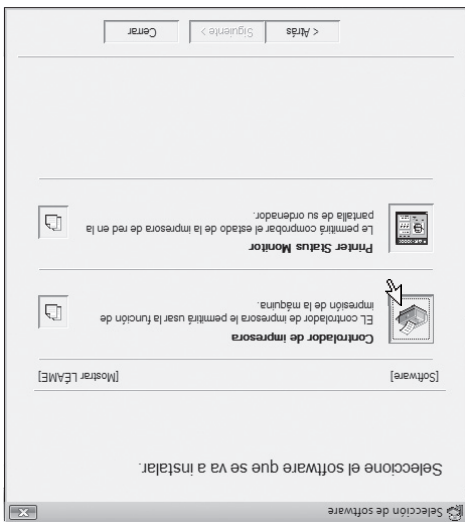 Selección de software
Seleccione el software que se va a instalar.
[Software] [Mostrar LÉAME]
Controlador de impresora
EL controlador de impresora le permitirá usar la función de
impresión de la máquina.
Printer Status Monitor
Le permitirá comprobar el estado de la impresora de red en la
pantalla de su ordenador.
< Atrás Siguiente > Cerrar